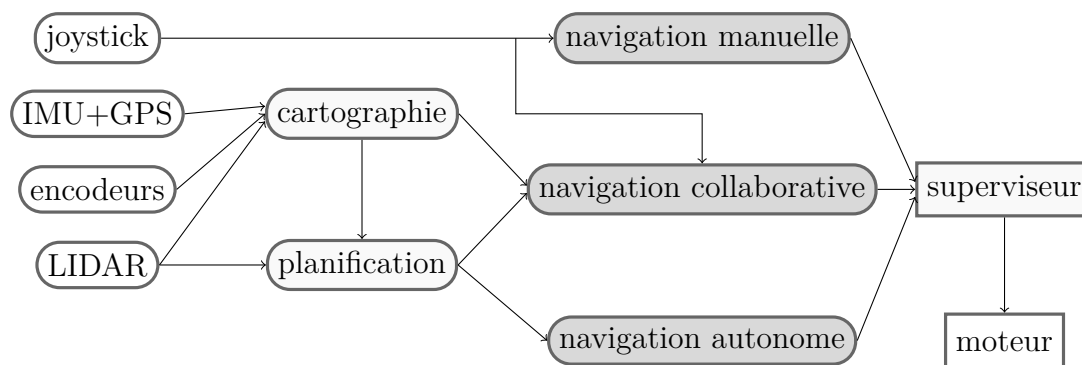 joystick
navigation manuelle
IMU+GPS
cartographie
encodeurs
navigation collaborative
superviseur
LIDAR
planification
navigation autonome
moteur